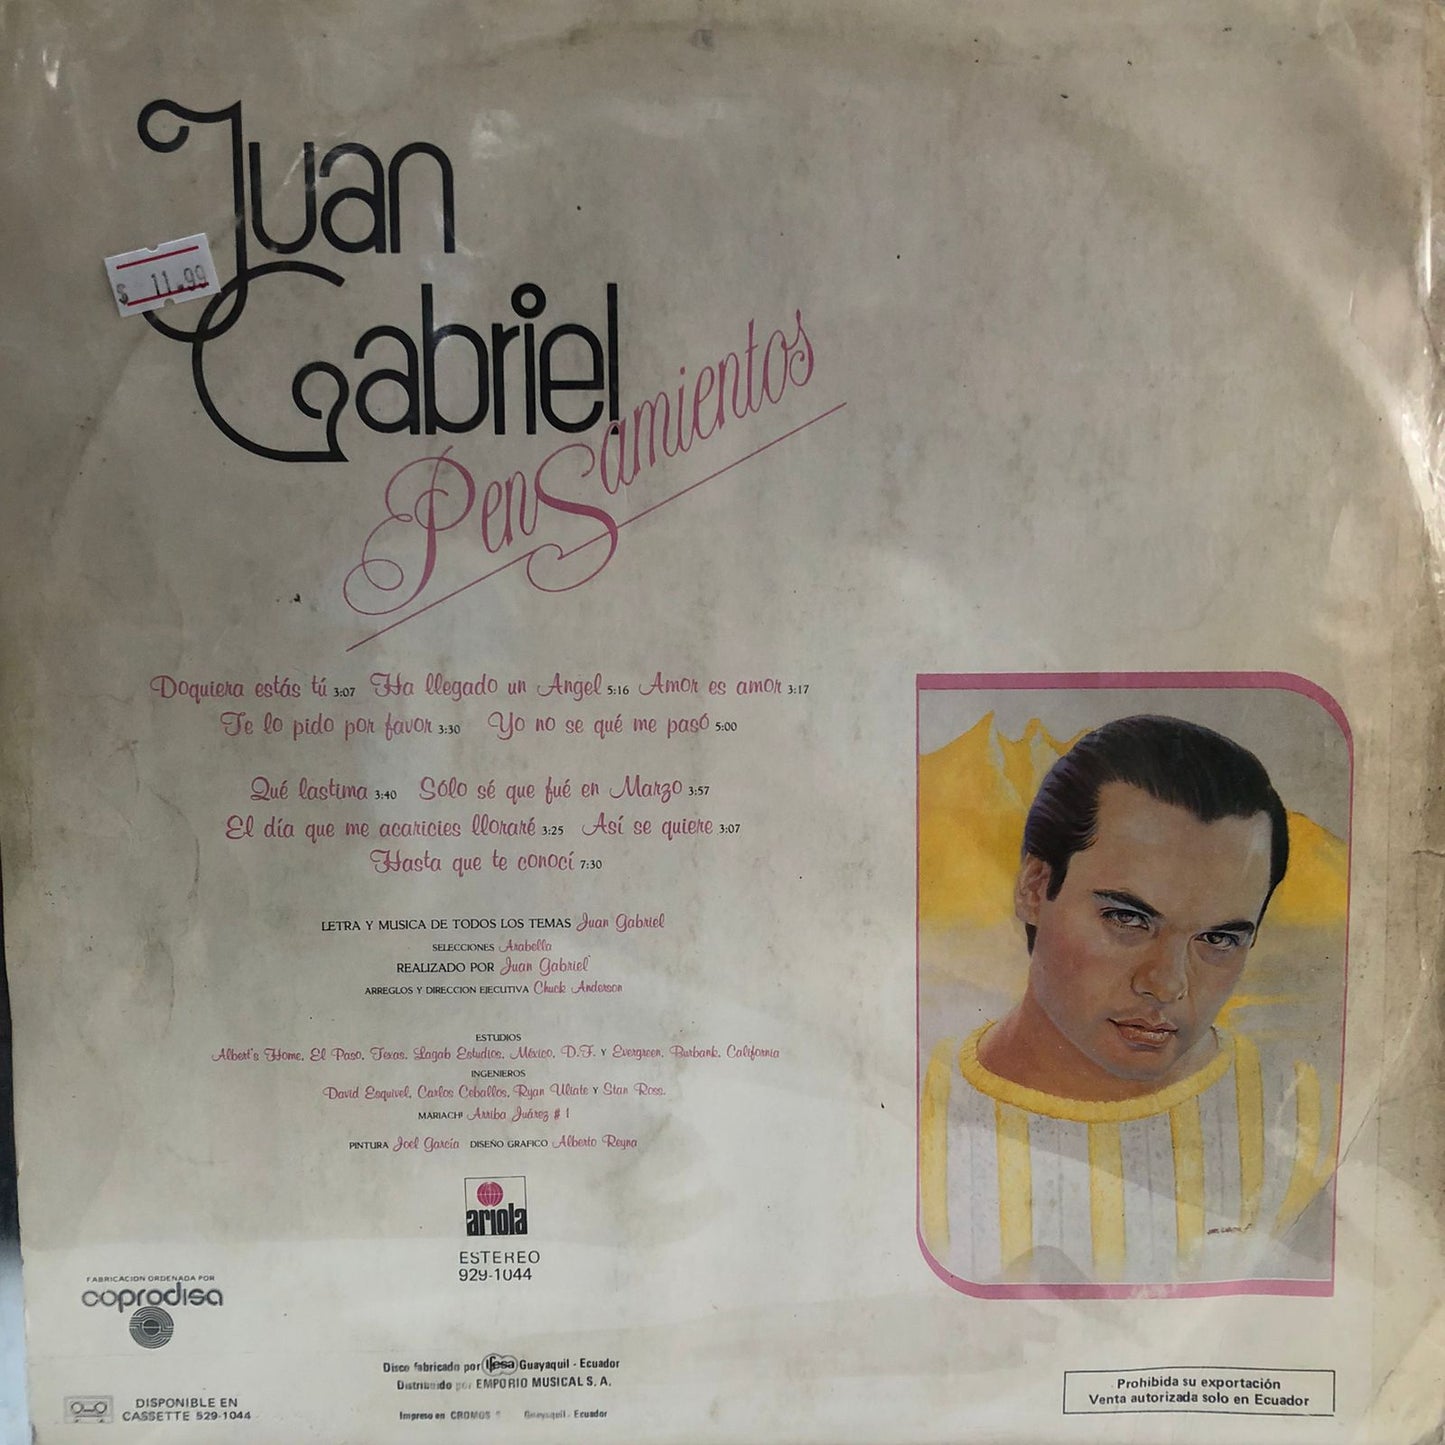 Juan
$ 11.99
Gabriel
Pensamientos
Doquiera estás tú 3:07 Ha llegado un Angel 5:16 Amor es amor 3:17
Te lo pido por favor 3:30 Yo no se qué me pasó 5:00
Qué lastima 3:40 Sólo sé que fué en Marzo 3:57
El día que me acaricies lloraré 3:25 Así se quiere 3:07
Hasta que te conocí 7:30
LETRA Y MUSICA DE TODOS LOS TEMAS Juan Gabriel
SELECCIONES Arabella
REALIZADO POR Juan Gabriel
ARREGLOS Y DIRECCION EJECUTIVA Chuck Anderson
ESTUDIOS
Albert's Home, El Paso, Texas, Lagab Estudios, México, D.F. Y Evergreen, Burbank, California
INGENIEROS
David Esquivel, Carlos Ceballos, Ryan Uliate Y Stan Ross.
MARIACHI Arriba Juárez # 1
PINTURA Joel García DISEÑO GRAFICO Alberto Reyna
ariola
ESTEREO
929-1044
FABRICACION ORDENADA POR
coprodisa
Disco fabricado por ifesa Guayaquil - Ecuador
Distribuido por EMPORIO MUSICAL S. A.
Impreso en CROMOS Guayaquil - Ecuador
DISPONIBLE EN
CASSETTE 529-1044
Prohibida su exportación
Venta autorizada solo en Ecuador